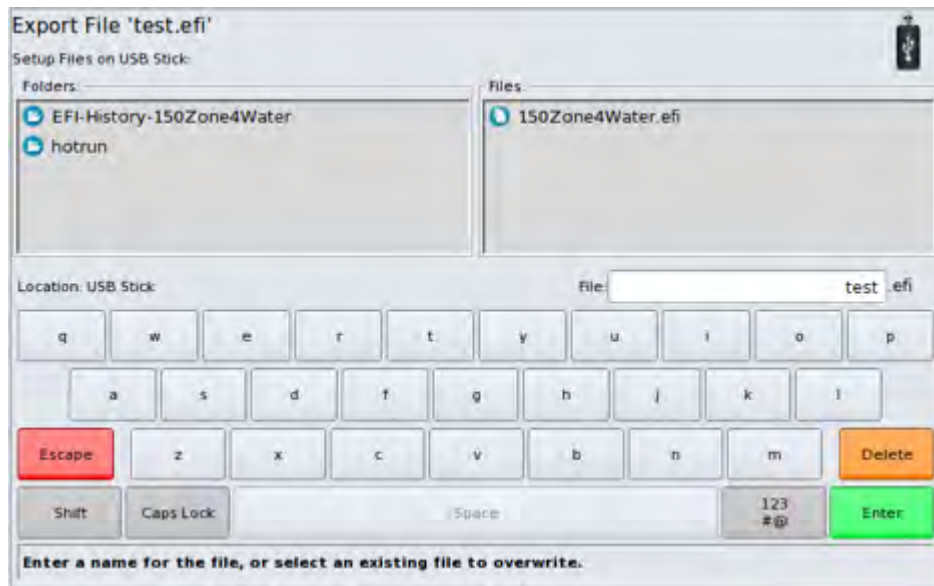 Export File 'test.efi'
Setup Files on USB Stick:
Folders:
Files
EFI-History-150Zone4Water
hotrun
150Zone4Water.efi
Location: USB Stick
File: test .efi
q w e r t y u i o p
a s d f g h j k l
Escape z x c v b n m Delete
Shift Caps Lock Space 123 #@ Enter
Enter a name for the file, or select an existing file to overwrite.